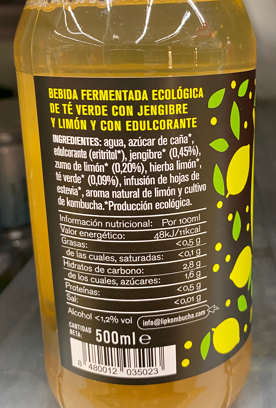 BEBIDA FERMENTADA ECOLÓGICA
DE TÉ VERDE CON JENGIBRE
Y LIMÓN Y CON EDULCORANTE
INGREDIENTES: agua, azúcar de caña*,
edulcorante (eritritol*), jengibre* (0,45%),
zumo de limón* (0,20%), hierba limón*,
té verde* (0,09%), infusión de hojas de
estevia*, aroma natural de limón y cultivo
de kombucha.*Producción ecológica.
Información nutricional: Por 100ml
Valor energético: 48kJ/11kcal
Grasas: <0,5 g
de las cuales, saturadas: <0,1 g
Hidratos de carbono: 2,8 g
de los cuales, azúcares: 1,6 g
Proteínas: <0,5 g
Sal: <0,01 g
Alcohol <1,2% vol info@flipkombucha.com
CANTIDAD
NETA: 500ml e
8 480012 035023